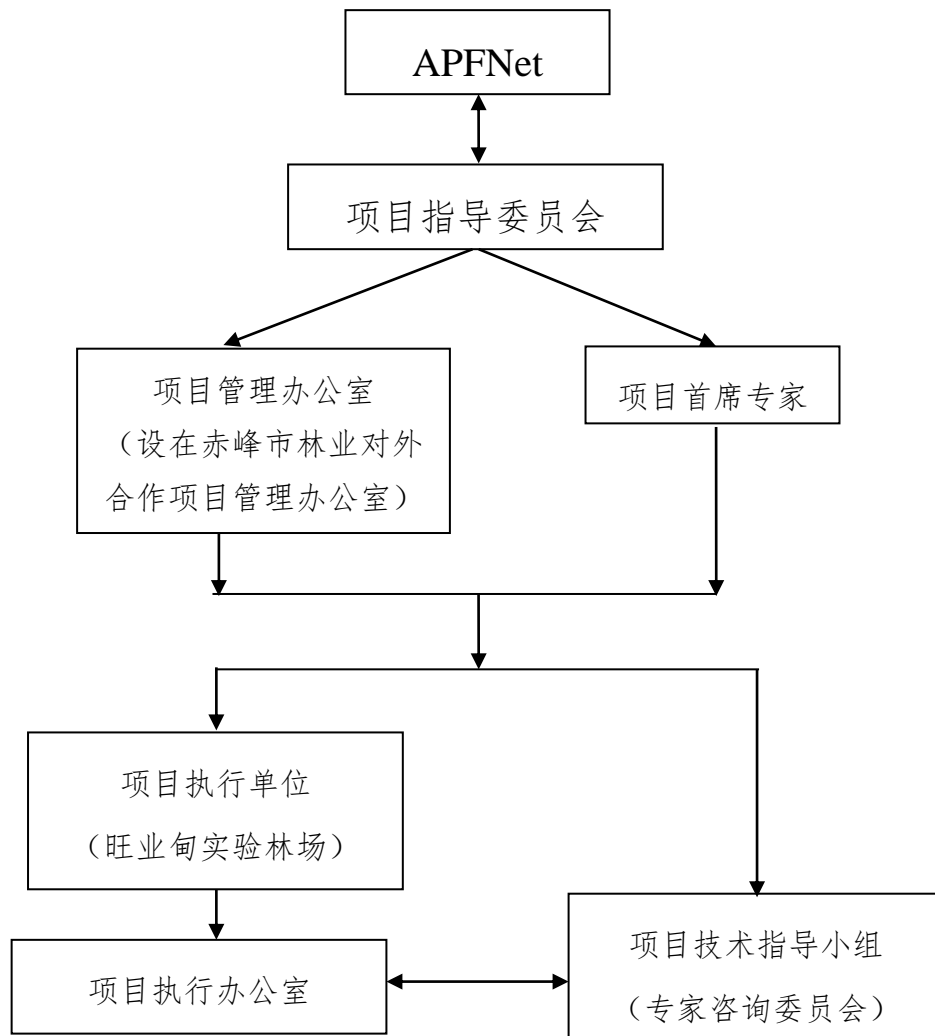 APFNet
项目指导委员会
项目管理办公室
（设在赤峰市林业对外
合作项目管理办公室）
项目首席专家
项目执行单位
（旺业甸实验林场）
项目执行办公室
项目技术指导小组
（专家咨询委员会）